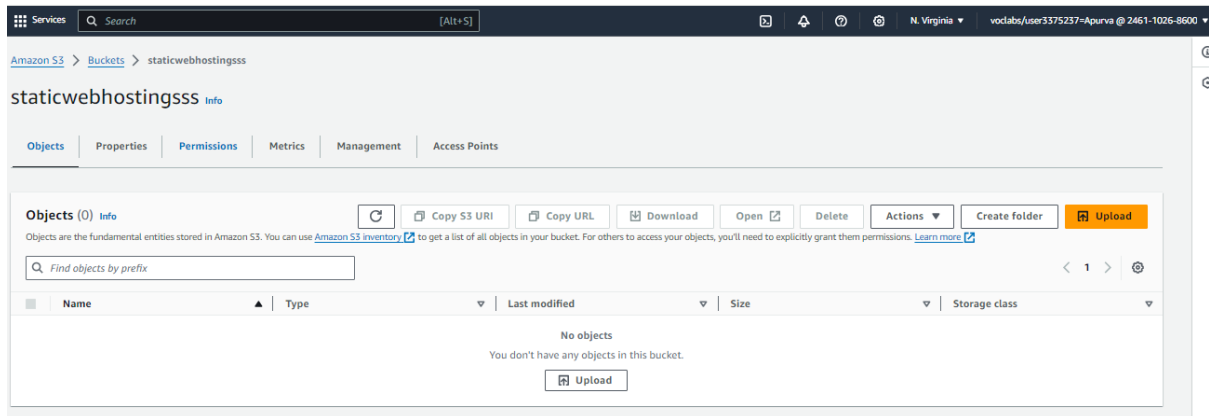 Services Search [Alt+S] N. Virginia voclabs/user3375237=Apurva @ 2461-1026-8600
Amazon S3 > Buckets > staticwebhostingsss
staticwebhostingsss Info
Objects Properties Permissions Metrics Management Access Points
Objects (0) Info Copy S3 URI Copy URL Download Open Delete Actions Create folder Upload
Objects are the fundamental entities stored in Amazon S3. You can use Amazon S3 inventory to get a list of all objects in your bucket. For others to access your objects, you'll need to explicitly grant them permissions. Learn more
Find objects by prefix < 1 >
Name Type Last modified Size Storage class
No objects
You don't have any objects in this bucket.
Upload